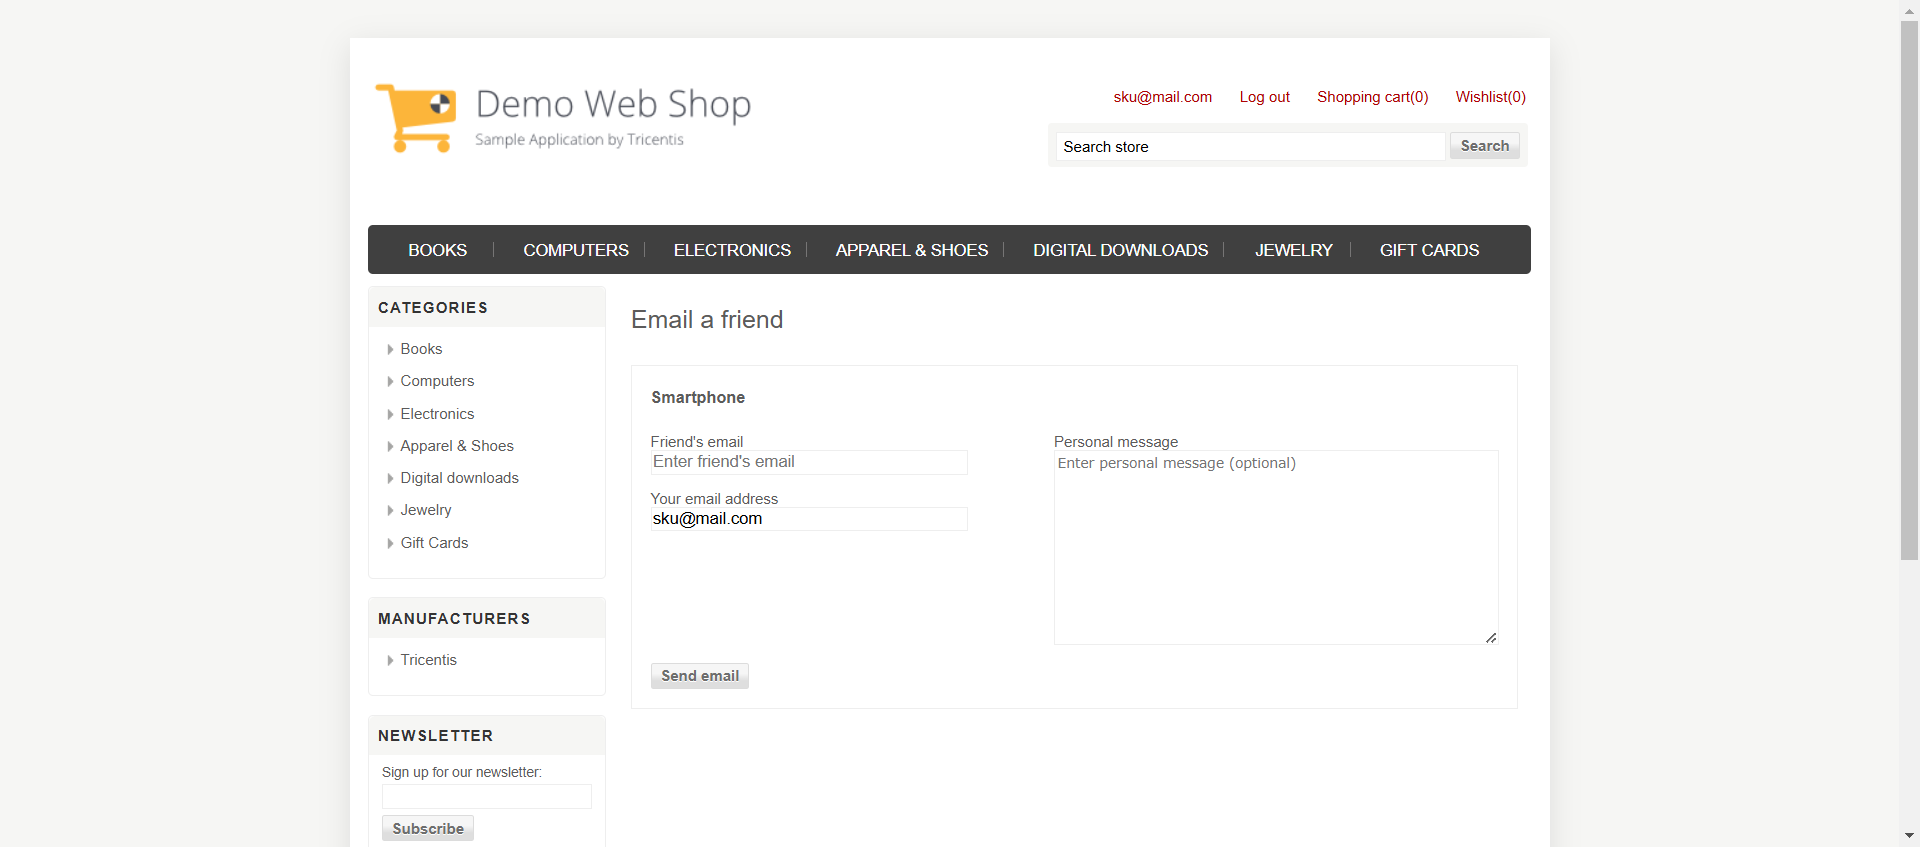 Demo Web Shop
Sample Application by Tricentis
sku@mail.com Log out Shopping cart(0) Wishlist(0)
Search store Search
BOOKS COMPUTERS ELECTRONICS APPAREL & SHOES DIGITAL DOWNLOADS JEWELRY GIFT CARDS
CATEGORIES
Books
Computers
Electronics
Apparel & Shoes
Digital downloads
Jewelry
Gift Cards
MANUFACTURERS
Tricentis
NEWSLETTER
Sign up for our newsletter:
Subscribe
Email a friend
Smartphone
Friend's email
Enter friend's email
Your email address
sku@mail.com
Personal message
Enter personal message (optional)
Send email